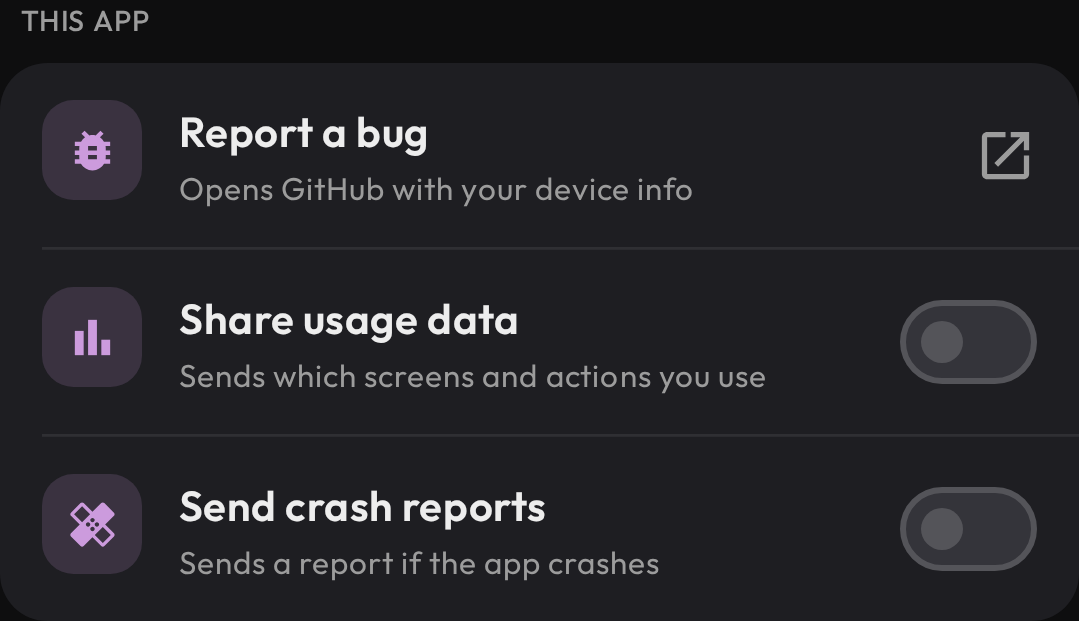 THIS APP
Report a bug
Opens GitHub with your device info
Share usage data
Sends which screens and actions you use
Send crash reports
Sends a report if the app crashes